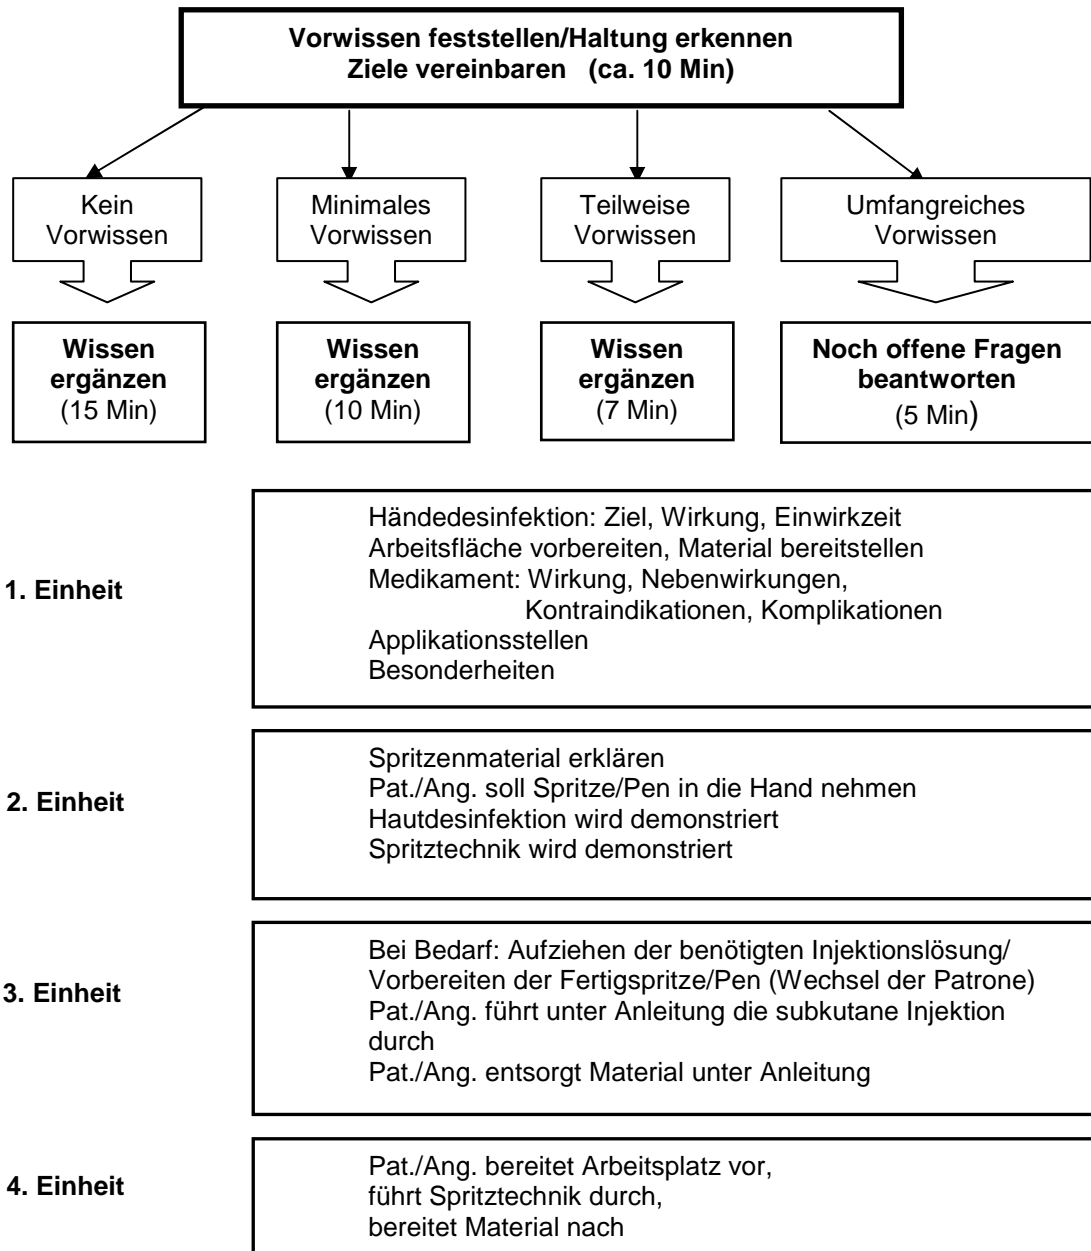 Vorwissen feststellen/Haltung erkennen
Ziele vereinbaren (ca. 10 Min)
Kein
Vorwissen
Minimales
Vorwissen
Teilweise
Vorwissen
Umfangreiches
Vorwissen
Wissen
ergänzen
(15 Min)
Wissen
ergänzen
(10 Min)
Wissen
ergänzen
(7 Min)
Noch offene Fragen
beantworten
(5 Min)
1. Einheit
Händedesinfektion: Ziel, Wirkung, Einwirkzeit
Arbeitsfläche vorbereiten, Material bereitstellen
Medikament: Wirkung, Nebenwirkungen,
Kontraindikationen, Komplikationen
Applikationsstellen
Besonderheiten
2. Einheit
Spritzenmaterial erklären
Pat./Ang. soll Spritze/Pen in die Hand nehmen
Hautdesinfektion wird demonstriert
Spritztechnik wird demonstriert
3. Einheit
Bei Bedarf: Aufziehen der benötigten Injektionslösung/
Vorbereiten der Fertigspritze/Pen (Wechsel der Patrone)
Pat./Ang. führt unter Anleitung die subkutane Injektion
durch
Pat./Ang. entsorgt Material unter Anleitung
4. Einheit
Pat./Ang. bereitet Arbeitsplatz vor,
führt Spritztechnik durch,
bereitet Material nach